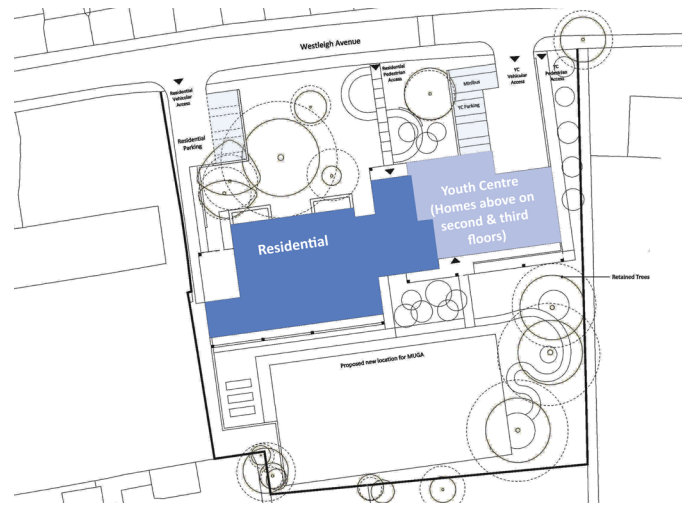 Westleigh Avenue
Residential
Vehicular
Access
Residential
Pedestrian
Access
YC
Vehicular
Access
YC
Pedestrian
Access
Minibus
YC Parking
Residential
Parking
Youth Centre
(Homes above on
second & third
floors)
Residential
Retained Trees
Proposed new location for MUGA